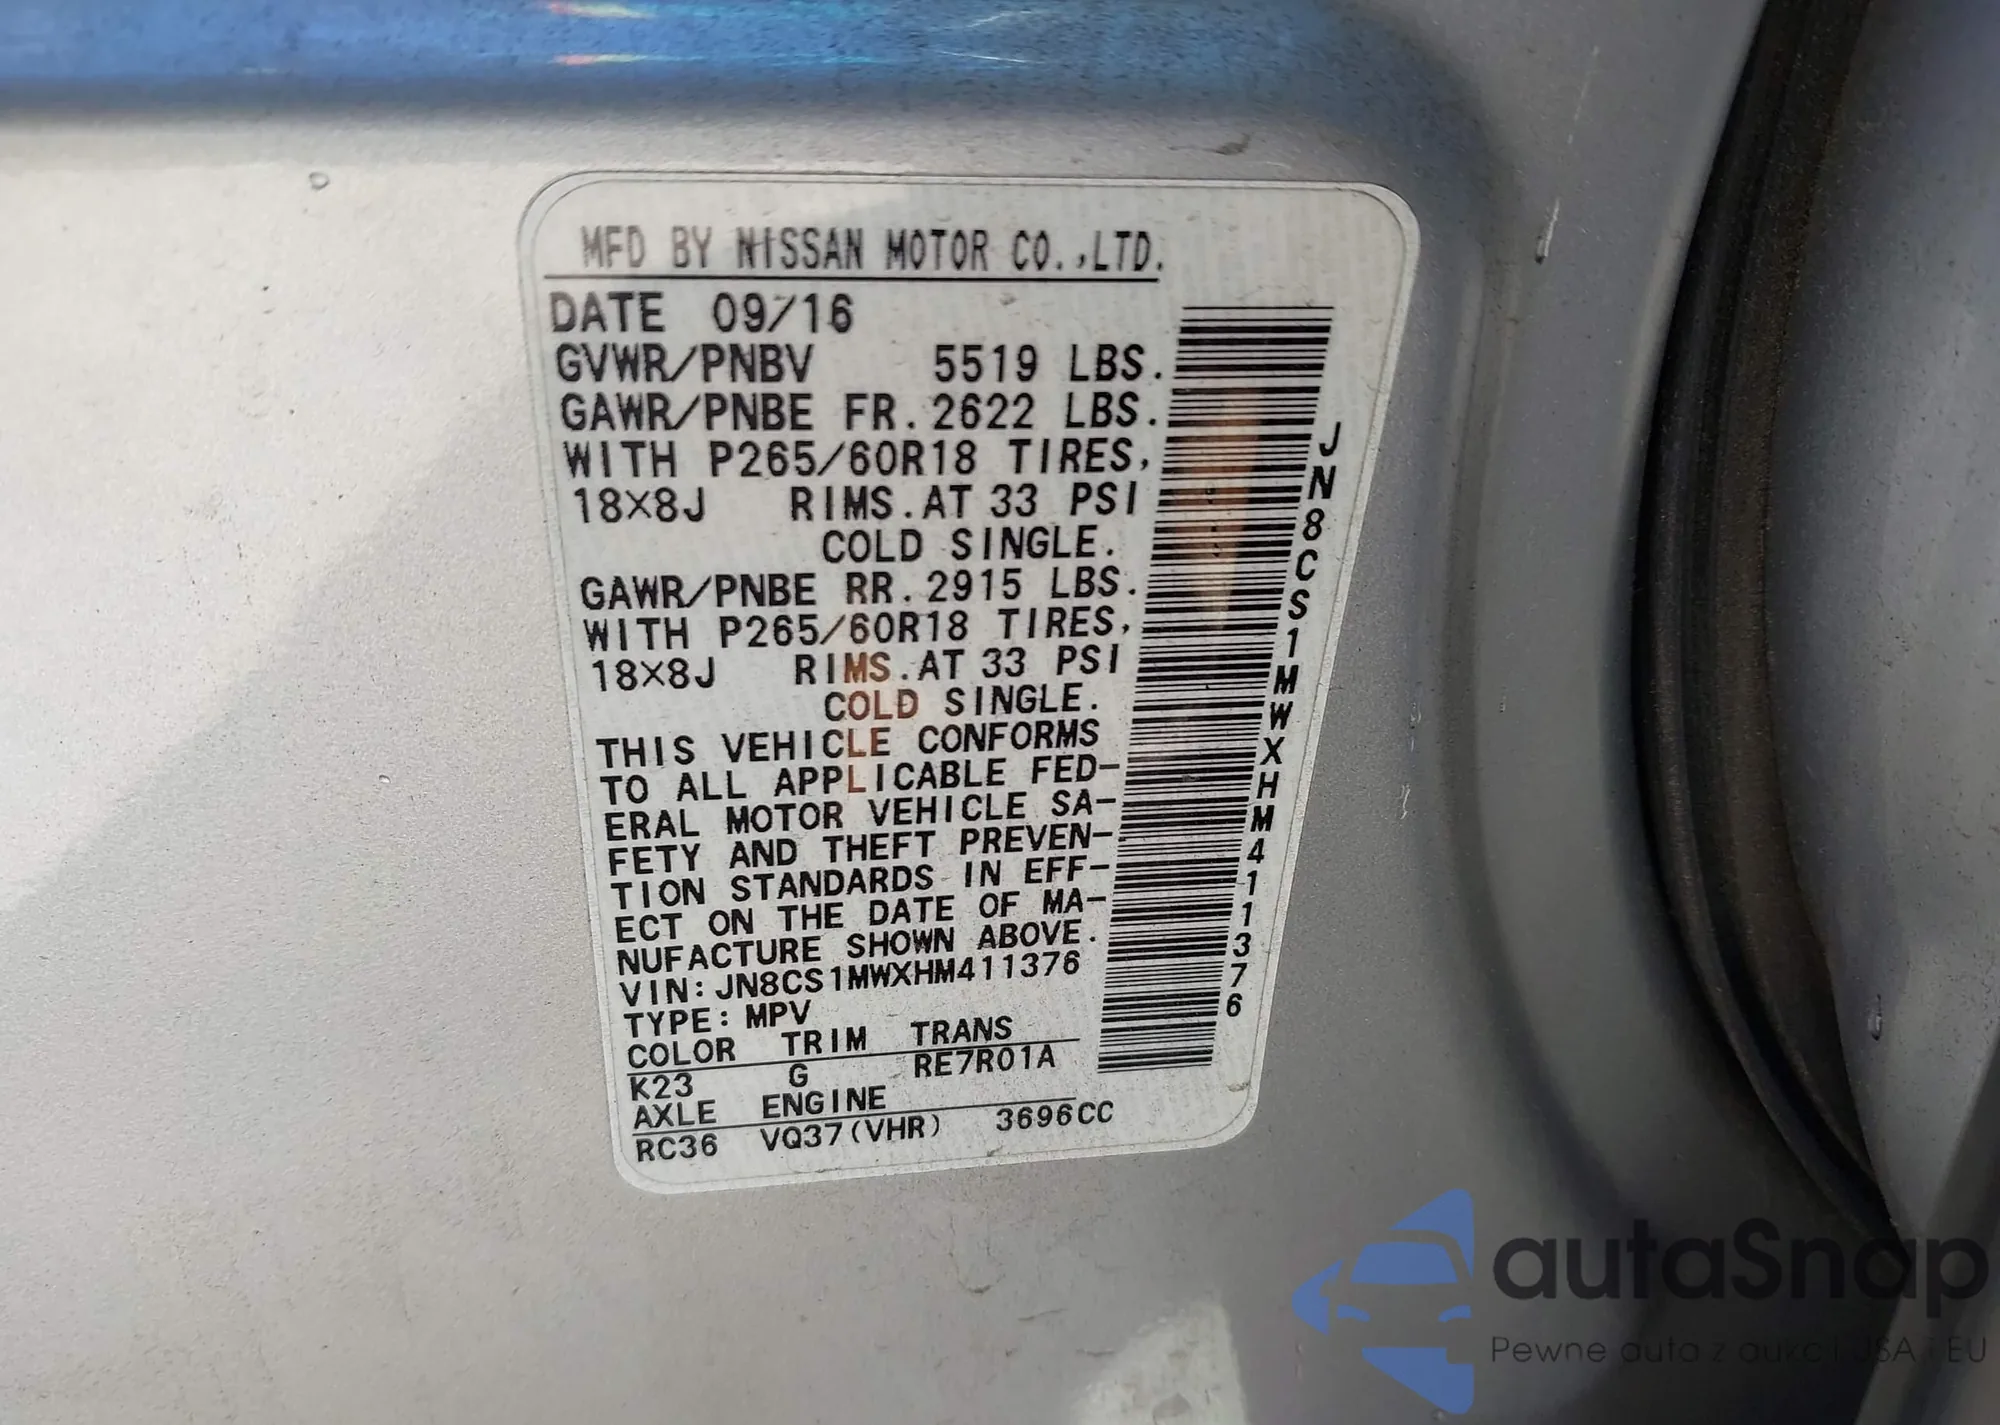 MFD BY NISSAN MOTOR CO.,LTD.
DATE 09/16
GVWR/PNBV 5519 LBS.
GAWR/PNBE FR. 2622 LBS.
WITH P265/60R18 TIRES,
18×8J RIMS. AT 33 PSI
COLD SINGLE.
GAWR/PNBE RR. 2915 LBS.
WITH P265/60R18 TIRES,
18×8J RIMS. AT 33 PSI
COLD SINGLE.
THIS VEHICLE CONFORMS
TO ALL APPLICABLE FED-
ERAL MOTOR VEHICLE SA-
FETY AND THEFT PREVEN-
TION STANDARDS IN EFF-
ECT ON THE DATE OF MA-
NUFACTURE SHOWN ABOVE.
VIN: JN8CS1MWXHM411376
TYPE: MPV
COLOR TRIM TRANS
K23 G RE7R01A
AXLE ENGINE
RC36 VQ37(VHR) 3696CC
JN8CS1MWXHM411376
autaSnap
Pewne auta z aukcji USA i EU